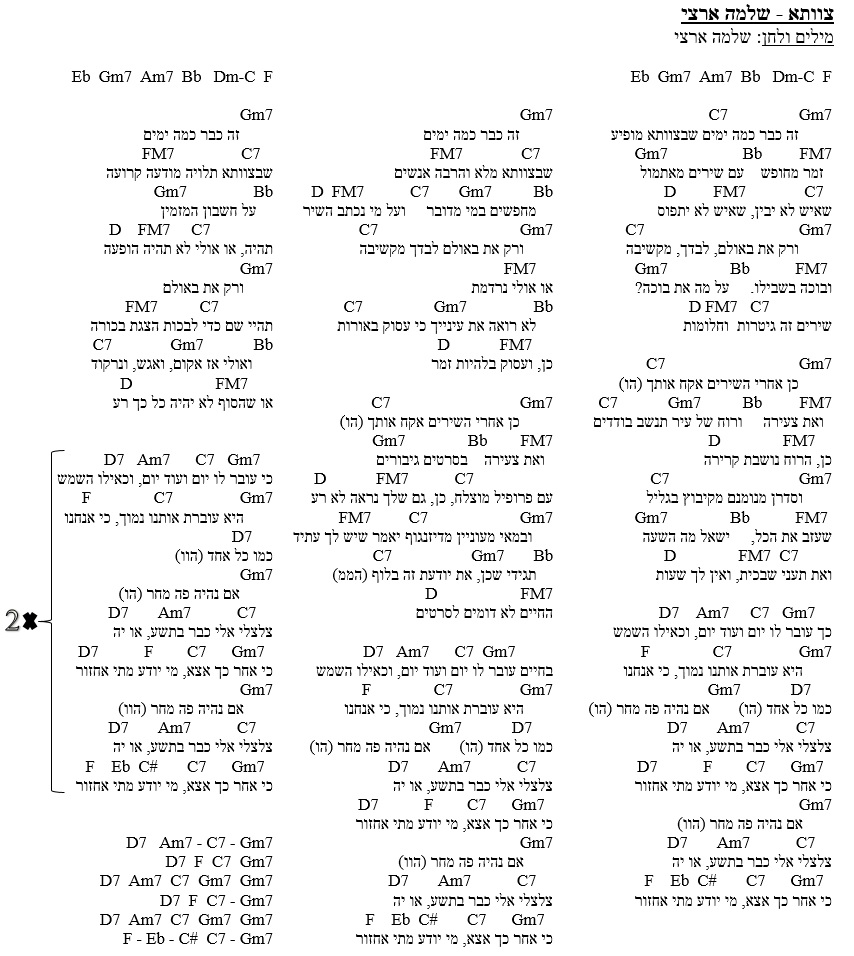 צוותא - שלמה ארצי
מילים ולחן: שלמה ארצי
Eb Gm7 Am7 Bb Dm-C F
C7 Gm7
זה כבר כמה ימים שבצוותא מופיע
Gm7 Bb FM7
זמר מחופש עם שירים מאתמול
D FM7 C7
שאיש לא יבין, שאיש לא יתפוס
C7 Gm7
ורק את באולם, לבדך, מקשיבה
Gm7 Bb FM7
ובוכה בשבילו. על מה את בוכה?
D FM7 C7
שירים זה גיטרות וחלומות
C7 Gm7
כן אחרי השירים אקח אותך (הו)
C7 Gm7 Bb FM7
ואת צעירה ורוח של עיר תנשב בודדים
D FM7
כן, הרוח נושבת קרירה
C7 Gm7
וסדרן מנומנם מקיבוץ בגליל
Gm7 Bb FM7
שעזב את הכל, ישאל מה השעה
D FM7 C7
ואת תעני שבכית, ואין לך שעות
D7 Am7 C7 Gm7
כך עובר לו יום ועוד יום, וכאילו השמש
F C7 Gm7
היא עוברת אותנו נמוך, כי אנחנו
Gm7 D7
כמו כל אחד (הו) אם נהיה פה מחר (הו)
D7 Am7 C7
צלצלי אלי כבר בתשע, או יה
D7 F C7 Gm7
כי אחר כך אצא, מי יודע מתי אחזור
Gm7
אם נהיה פה מחר (הוו)
D7 Am7 C7
צלצלי אלי כבר בתשע, או יה
F Eb C# C7 Gm7
כי אחר כך אצא, מי יודע מתי אחזור
Gm7
זה כבר כמה ימים
FM7 C7
שבצוותא מלא והרבה אנשים
D FM7 C7 Gm7 Bb
מחפשים במי מדובר ועל מי נכתב השיר
C7 Gm7
ורק את באולם לבדך מקשיבה
FM7
או אולי נרדמת
C7 Gm7 Bb
לא רואה את עינייך כי עסוק באורות
D FM7
כן, ועסוק בלהיות זמר
C7 Gm7
כן אחרי השירים אקח אותך (הו)
Gm7 Bb FM7
ואת צעירה בסרטים גיבורים
D FM7 C7
עם פרופיל מוצלח, כן, גם שלך נראה לא רע
FM7 C7 Gm7
ובמאי מעוניין מדיזנגוף יאמר שיש לך עתיד
C7 Gm7 Bb
תגידי שכן, את יודעת זה בלוף (הממ)
D FM7
החיים לא דומים לסרטים
D7 Am7 C7 Gm7
בחיים עובר לו יום ועוד יום, וכאילו השמש
F C7 Gm7
היא עוברת אותנו נמוך, כי אנחנו
Gm7 D7
כמו כל אחד (הו) אם נהיה פה מחר (הו)
D7 Am7 C7
צלצלי אלי כבר בתשע, או יה
D7 F C7 Gm7
כי אחר כך אצא, מי יודע מתי אחזור
Gm7
אם נהיה פה מחר (הוו)
D7 Am7 C7
צלצלי אלי כבר בתשע, או יה
F Eb C# C7 Gm7
כי אחר כך אצא, מי יודע מתי אחזור
Eb Gm7 Am7 Bb Dm-C F
Gm7
זה כבר כמה ימים
FM7 C7
שבצוותא תלויה מודעה קרועה
Gm7 Bb
על חשבון המזמין
D FM7 C7
תהיה, או אולי לא תהיה הופעה
Gm7
ורק את באולם
FM7 C7
תהיי שם כדי לבכות הצגת בכורה
C7 Gm7 Bb
ואולי אז אקום, ואגש, ונרקוד
D FM7
או שהסוף לא יהיה כל כך רע
D7 Am7 C7 Gm7
כי עובר לו יום ועוד יום, וכאילו השמש
F C7 Gm7
היא עוברת אותנו נמוך, כי אנחנו
D7
כמו כל אחד (הוו)
Gm7
אם נהיה פה מחר (הו)
D7 Am7 C7
צלצלי אלי כבר בתשע, או יה
D7 F C7 Gm7
כי אחר כך אצא, מי יודע מתי אחזור
Gm7
אם נהיה פה מחר (הוו)
D7 Am7 C7
צלצלי אלי כבר בתשע, או יה
F Eb C# C7 Gm7
כי אחר כך אצא, מי יודע מתי אחזור
2✖
D7 Am7 - C7 - Gm7
D7 F C7 Gm7
D7 Am7 C7 Gm7 Gm7
D7 F C7 - Gm7
D7 Am7 C7 Gm7 Gm7
F - Eb - C# C7 - Gm7